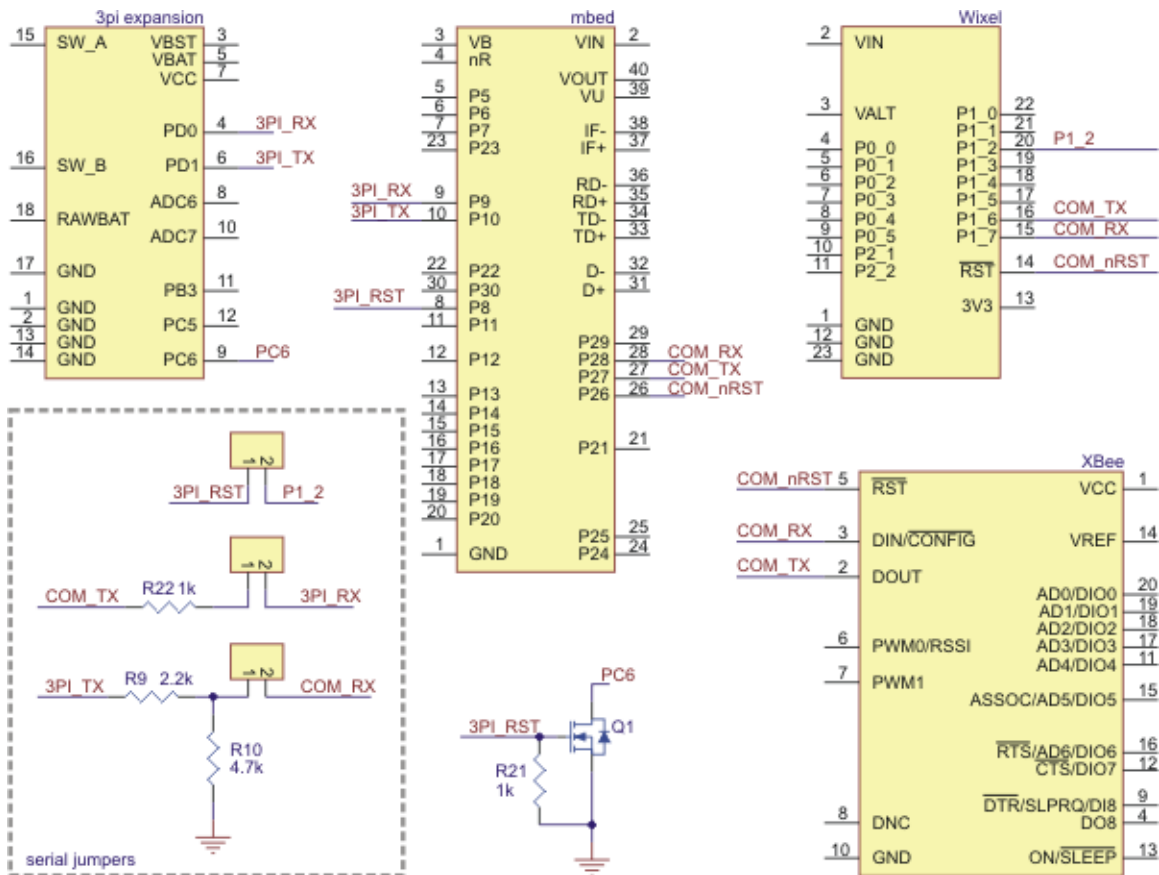 3pi expansion
15 SW_A VBST 3
VBAT 5
VCC 7
PD0 4 3PI_RX
16 SW_B PD1 6 3PI_TX
ADC6 8
18 RAWBAT
ADC7 10
17 GND
PB3 11
1 GND
2 GND PC5 12
13 GND
14 GND PC6 9 PC6
mbed
3 VB VIN 2
4 nR
VOUT 40
5 P5 VU 39
6 P6
7 P7 IF- 38
23 P23 IF+ 37
RD- 36
3PI_RX 9 P9 RD+ 35
3PI_TX 10 P10 TD- 34
TD+ 33
22 P22 D- 32
30 P30 D+ 31
3PI_RST 8 P8
11 P11
P29 29
12 P12 P28 28 COM_RX
P27 27 COM_TX
13 P13 P26 26 COM_nRST
14 P14
15 P15
16 P16 P21 21
17 P17
18 P18
19 P19
20 P20
P25 25
1 GND P24 24
Wixel
2 VIN
3 VALT P1_0 22
P1_1 21
4 P0_0 P1_2 20 P1_2
5 P0_1 P1_3 19
6 P0_2 P1_4 18
7 P0_3 P1_5 17
8 P0_4 P1_6 16 COM_TX
9 P0_5 P1_7 15 COM_RX
10 P2_1
11 P2_2 RST 14 COM_nRST
3V3 13
1 GND
12 GND
23 GND
1 2
3PI_RST P1_2
1 2
COM_TX R22 1k 3PI_RX
1 2
3PI_TX R9 2.2k COM_RX
R10
4.7k
serial jumpers
PC6
3PI_RST Q1
R21
1k
XBee
COM_nRST 5 RST VCC 1
COM_RX 3 DIN/CONFIG VREF 14
COM_TX 2 DOUT
AD0/DIO0 20
AD1/DIO1 19
AD2/DIO2 18
6 PWM0/RSSI AD3/DIO3 17
AD4/DIO4 11
7 PWM1
ASSOC/AD5/DIO5 15
RTS/AD6/DIO6 16
CTS/DIO7 12
DTR/SLPRQ/DI8 9
8 DNC DO8 4
10 GND ON/SLEEP 13